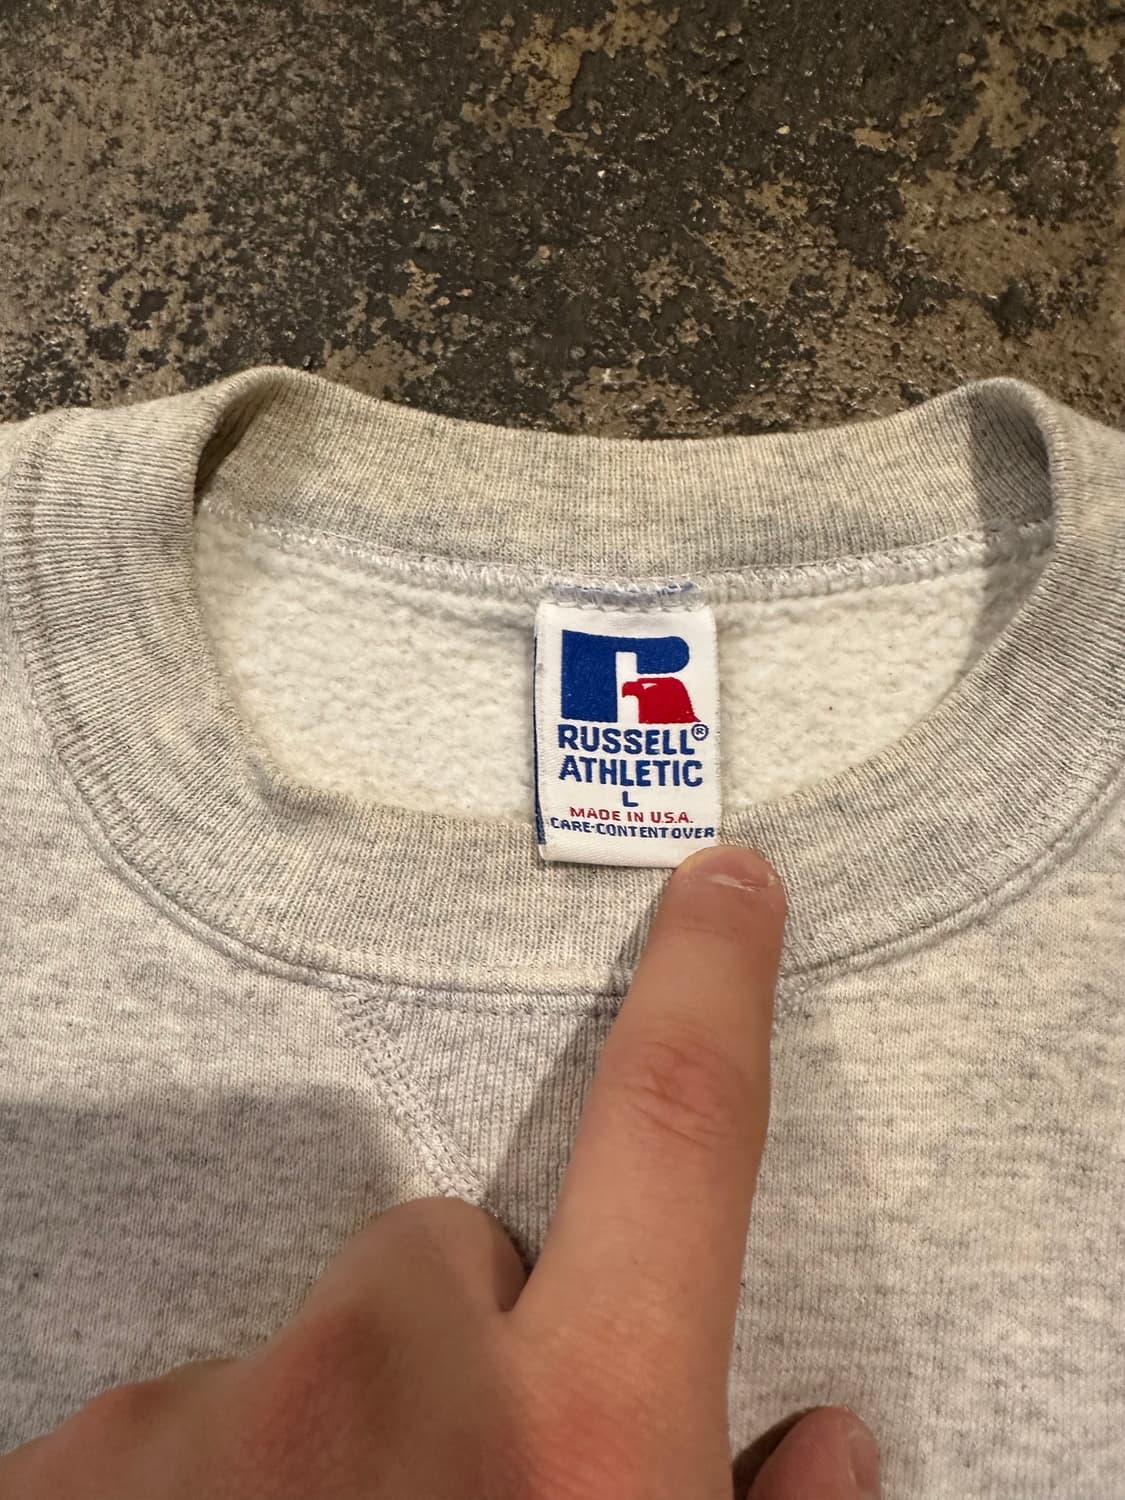 RUSSELL®
ATHLETIC
L
MADE IN U.S.A.
CARE-CONTENT OVER